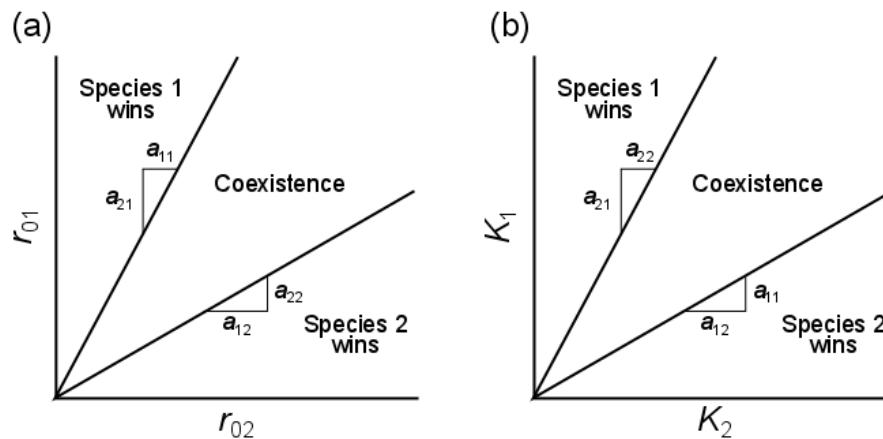 (a)
Species 1
wins
a11
a21
Coexistence
a22
a12
Species 2
wins
r01
r02
(b)
Species 1
wins
a22
a21
Coexistence
a11
a12
Species 2
wins
K1
K2